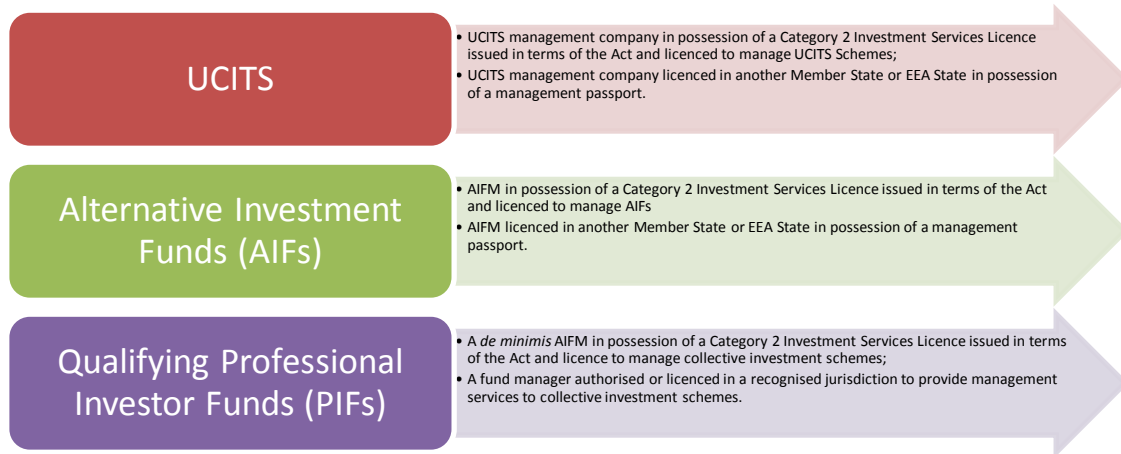 UCITS
• UCITS management company in possession of a Category 2 Investment Services Licence
issued in terms of the Act and licenced to manage UCITS Schemes;
• UCITS management company licenced in another Member State or EEA State in possession
of a management passport.
Alternative Investment
Funds (AIFs)
• AIFM in possession of a Category 2 Investment Services Licence issued in terms of the Act
and licenced to manage AIFs
• AIFM licenced in another Member State or EEA State in possession of a management
passport.
Qualifying Professional
Investor Funds (PIFs)
• A de minimis AIFM in possession of a Category 2 Investment Services Licence issued in terms
of the Act and licence to manage collective investment schemes;
• A fund manager authorised or licenced in a recognised jurisdiction to provide management
services to collective investment schemes.